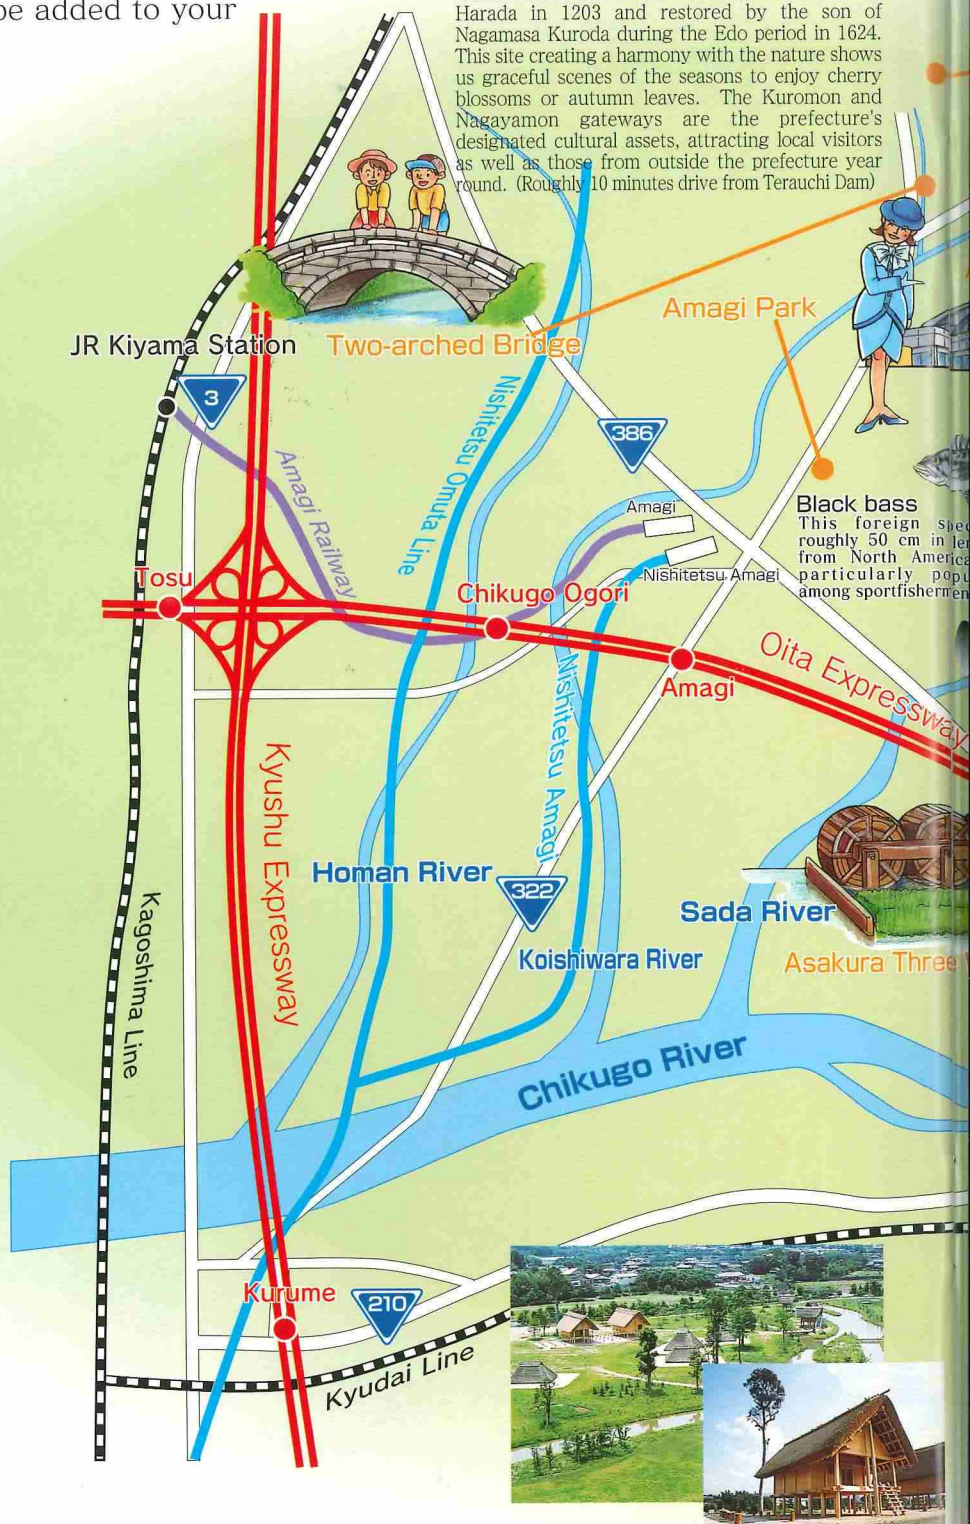 be added to your
Harada in 1203 and restored by the son of
Nagamasa Kuroda during the Edo period in 1624.
This site creating a harmony with the nature shows
us graceful scenes of the seasons to enjoy cherry
blossoms or autumn leaves. The Kuromon and
Nagayamon gateways are the prefecture's
designated cultural assets, attracting local visitors
as well as those from outside the prefecture year
round. (Roughly 10 minutes drive from Terauchi Dam)
Amagi Park
JR Kiyama Station
Two-arched Bridge
3
386
Nishitetsu Omuta Line
Amagi Railway
Black bass
This foreign spec
roughly 50 cm in len
from North Americ
particularly popu
among sportfishermen
Amagi
Nishitetsu Amagi
Tosu
Chikugo Ogori
Oita Expressway
Amagi
Nishitetsu Amagi
Kyushu Expressway
Homan River
322
Sada River
Koishiwara River
Asakura Three
Kagoshima Line
Chikugo River
Kurume
210
Kyudai Line